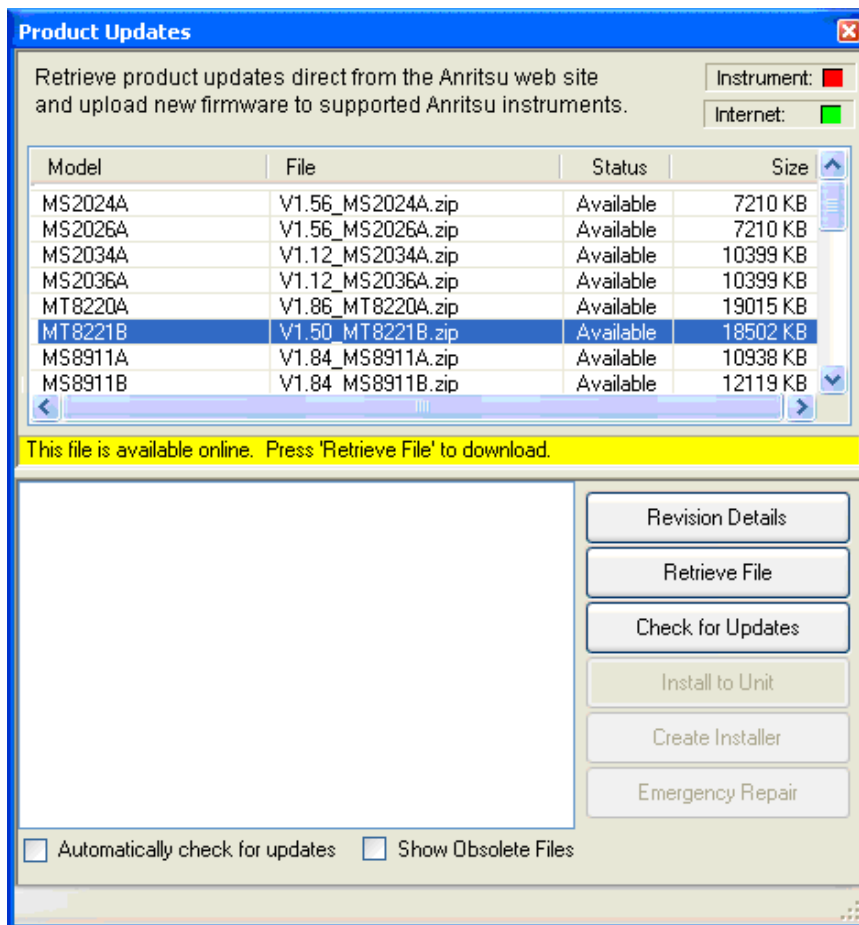 Product Updates
Retrieve product updates direct from the Anritsu web site
and upload new firmware to supported Anritsu instruments.
Instrument:
Internet:
Model File Status Size
MS2024A V1.56_MS2024A.zip Available 7210 KB
MS2026A V1.56_MS2026A.zip Available 7210 KB
MS2034A V1.12_MS2034A.zip Available 10399 KB
MS2036A V1.12_MS2036A.zip Available 10399 KB
MT8220A V1.86_MT8220A.zip Available 19015 KB
MT8221B V1.50_MT8221B.zip Available 18502 KB
MS8911A V1.84_MS8911A.zip Available 10938 KB
MS8911B V1.84_MS8911B.zip Available 12119 KB
This file is available online. Press 'Retrieve File' to download.
Revision Details
Retrieve File
Check for Updates
Install to Unit
Create Installer
Emergency Repair
Automatically check for updates Show Obsolete Files